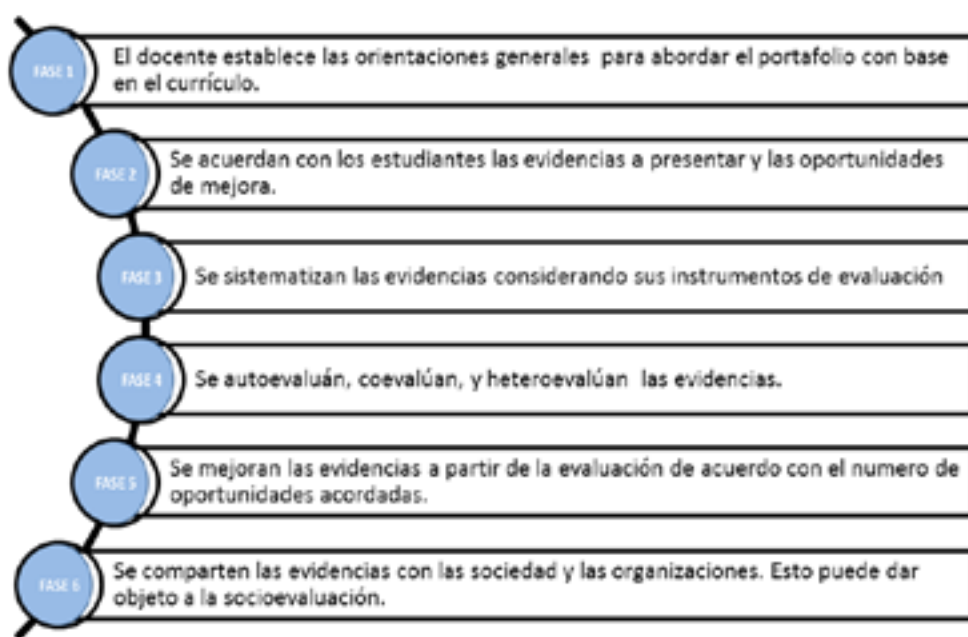 FASE 1
El docente establece las orientaciones generales para abordar el portafolio con base
en el currículo.
FASE 2
Se acuerdan con los estudiantes las evidencias a presentar y las oportunidades
de mejora.
FASE 3
Se sistematizan las evidencias considerando sus instrumentos de evaluación
FASE 4
Se autoevaluán, coevalúan, y heteroevalúan las evidencias.
FASE 5
Se mejoran las evidencias a partir de la evaluación de acuerdo con el numero de
oportunidades acordadas.
FASE 6
Se comparten las evidencias con las sociedad y las organizaciones. Esto puede dar
objeto a la socioevaluación.